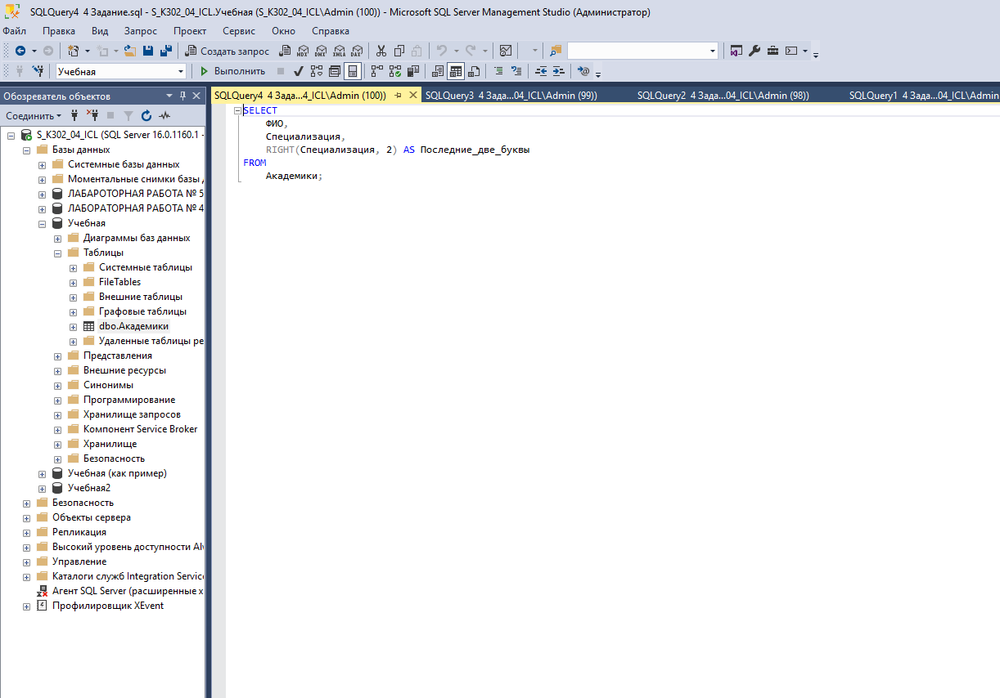 SQLQuery4 4 Задание.sql - S_K302_04_ICL.Учебная (S_K302_04_ICL\Admin (100)) - Microsoft SQL Server Management Studio (Администратор)
Файл Правка Вид Запрос Проект Сервис Окно Справка
Создать запрос MDX DMX XMLA DAX
Учебная Выполнить
Обозреватель объектов
SQLQuery4 4 Зада...4_ICL\Admin (100))
SQLQuery3 4 Зада...04_ICL\Admin (99))
SQLQuery2 4 Зада...04_ICL\Admin (98))
SQLQuery1 4 Зада...04_ICL\Admin
Соединить
S_K302_04_ICL (SQL Server 16.0.1160.1 -
Базы данных
Системные базы данных
Моментальные снимки базы д
ЛАБАРОТОРНАЯ РАБОТА № 5
ЛАБОРАТОРНАЯ РАБОТА № 4
Учебная
Диаграммы баз данных
Таблицы
Системные таблицы
FileTables
Внешние таблицы
Графовые таблицы
dbo.Академики
Удаленные таблицы ре
Представления
Внешние ресурсы
Синонимы
Программирование
Хранилище запросов
Компонент Service Broker
Хранилище
Безопасность
Учебная (как пример)
Учебная2
Безопасность
Объекты сервера
Репликация
Высокий уровень доступности Alw
Управление
Каталоги служб Integration Service
Агент SQL Server (расширенные х
Профилировщик XEvent
SELECT
ФИО,
Специализация,
RIGHT(Специализация, 2) AS Последние_две_буквы
FROM
Академики;